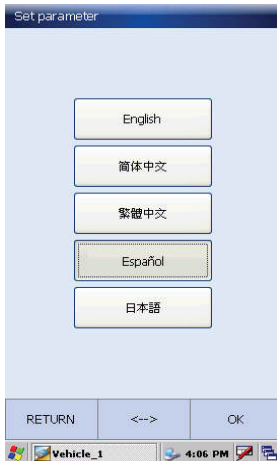 Set parameter
English
简体中文
繁體中文
Español
日本語
RETURN <--> OK
Vehicle_1 4:06 PM